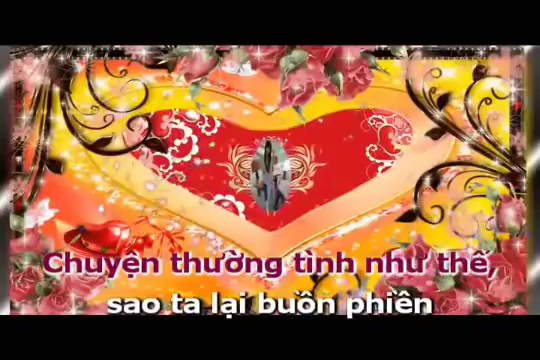 Chuyện thường tình như thế,
sao ta lại buồn phiền